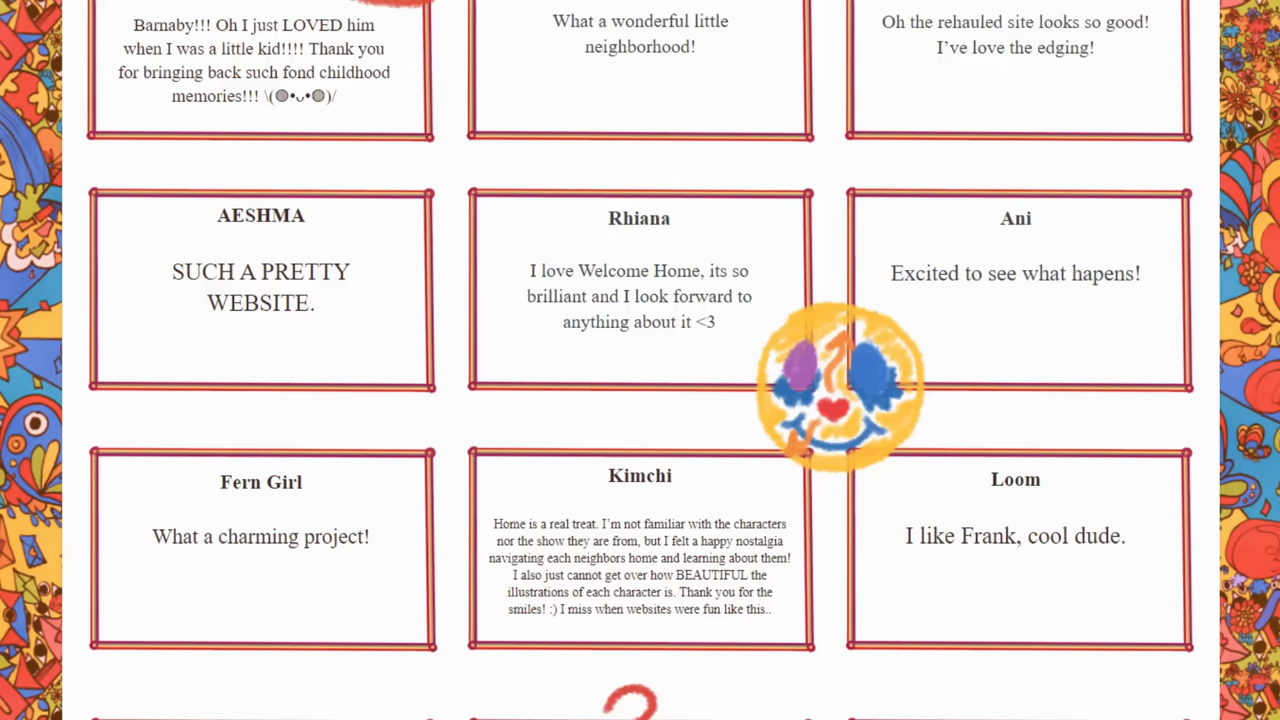 Barnaby!!! Oh I just LOVED him
when I was a little kid!!!! Thank you
for bringing back such fond childhood
memories!!! \(◍•ᴗ•◍)/
What a wonderful little
neighborhood!
Oh the rehauled site looks so good!
I've love the edging!
AESHMA
SUCH A PRETTY
WEBSITE.
Rhiana
I love Welcome Home, its so
brilliant and I look forward to
anything about it <3
Ani
Excited to see what hapens!
Fern Girl
What a charming project!
Kimchi
Home is a real treat. I'm not familiar with the characters
nor the show they are from, but I felt a happy nostalgia
navigating each neighbors home and learning about them!
I also just cannot get over how BEAUTIFUL the
illustrations of each character is. Thank you for the
smiles! :) I miss when websites were fun like this..
Loom
I like Frank, cool dude.